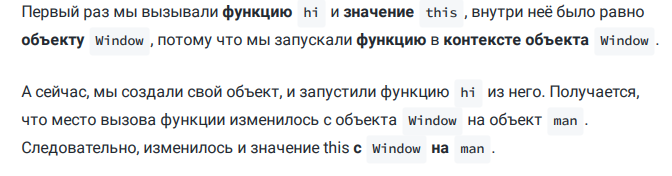 Первый раз мы вызывали функцию hi и значение this , внутри неё было равно
объекту Window , потому что мы запускали функцию в контексте объекта Window .
А сейчас, мы создали свой объект, и запустили функцию hi из него. Получается,
что место вызова функции изменилось с объекта Window на объект man .
Следовательно, изменилось и значение this с Window на man .